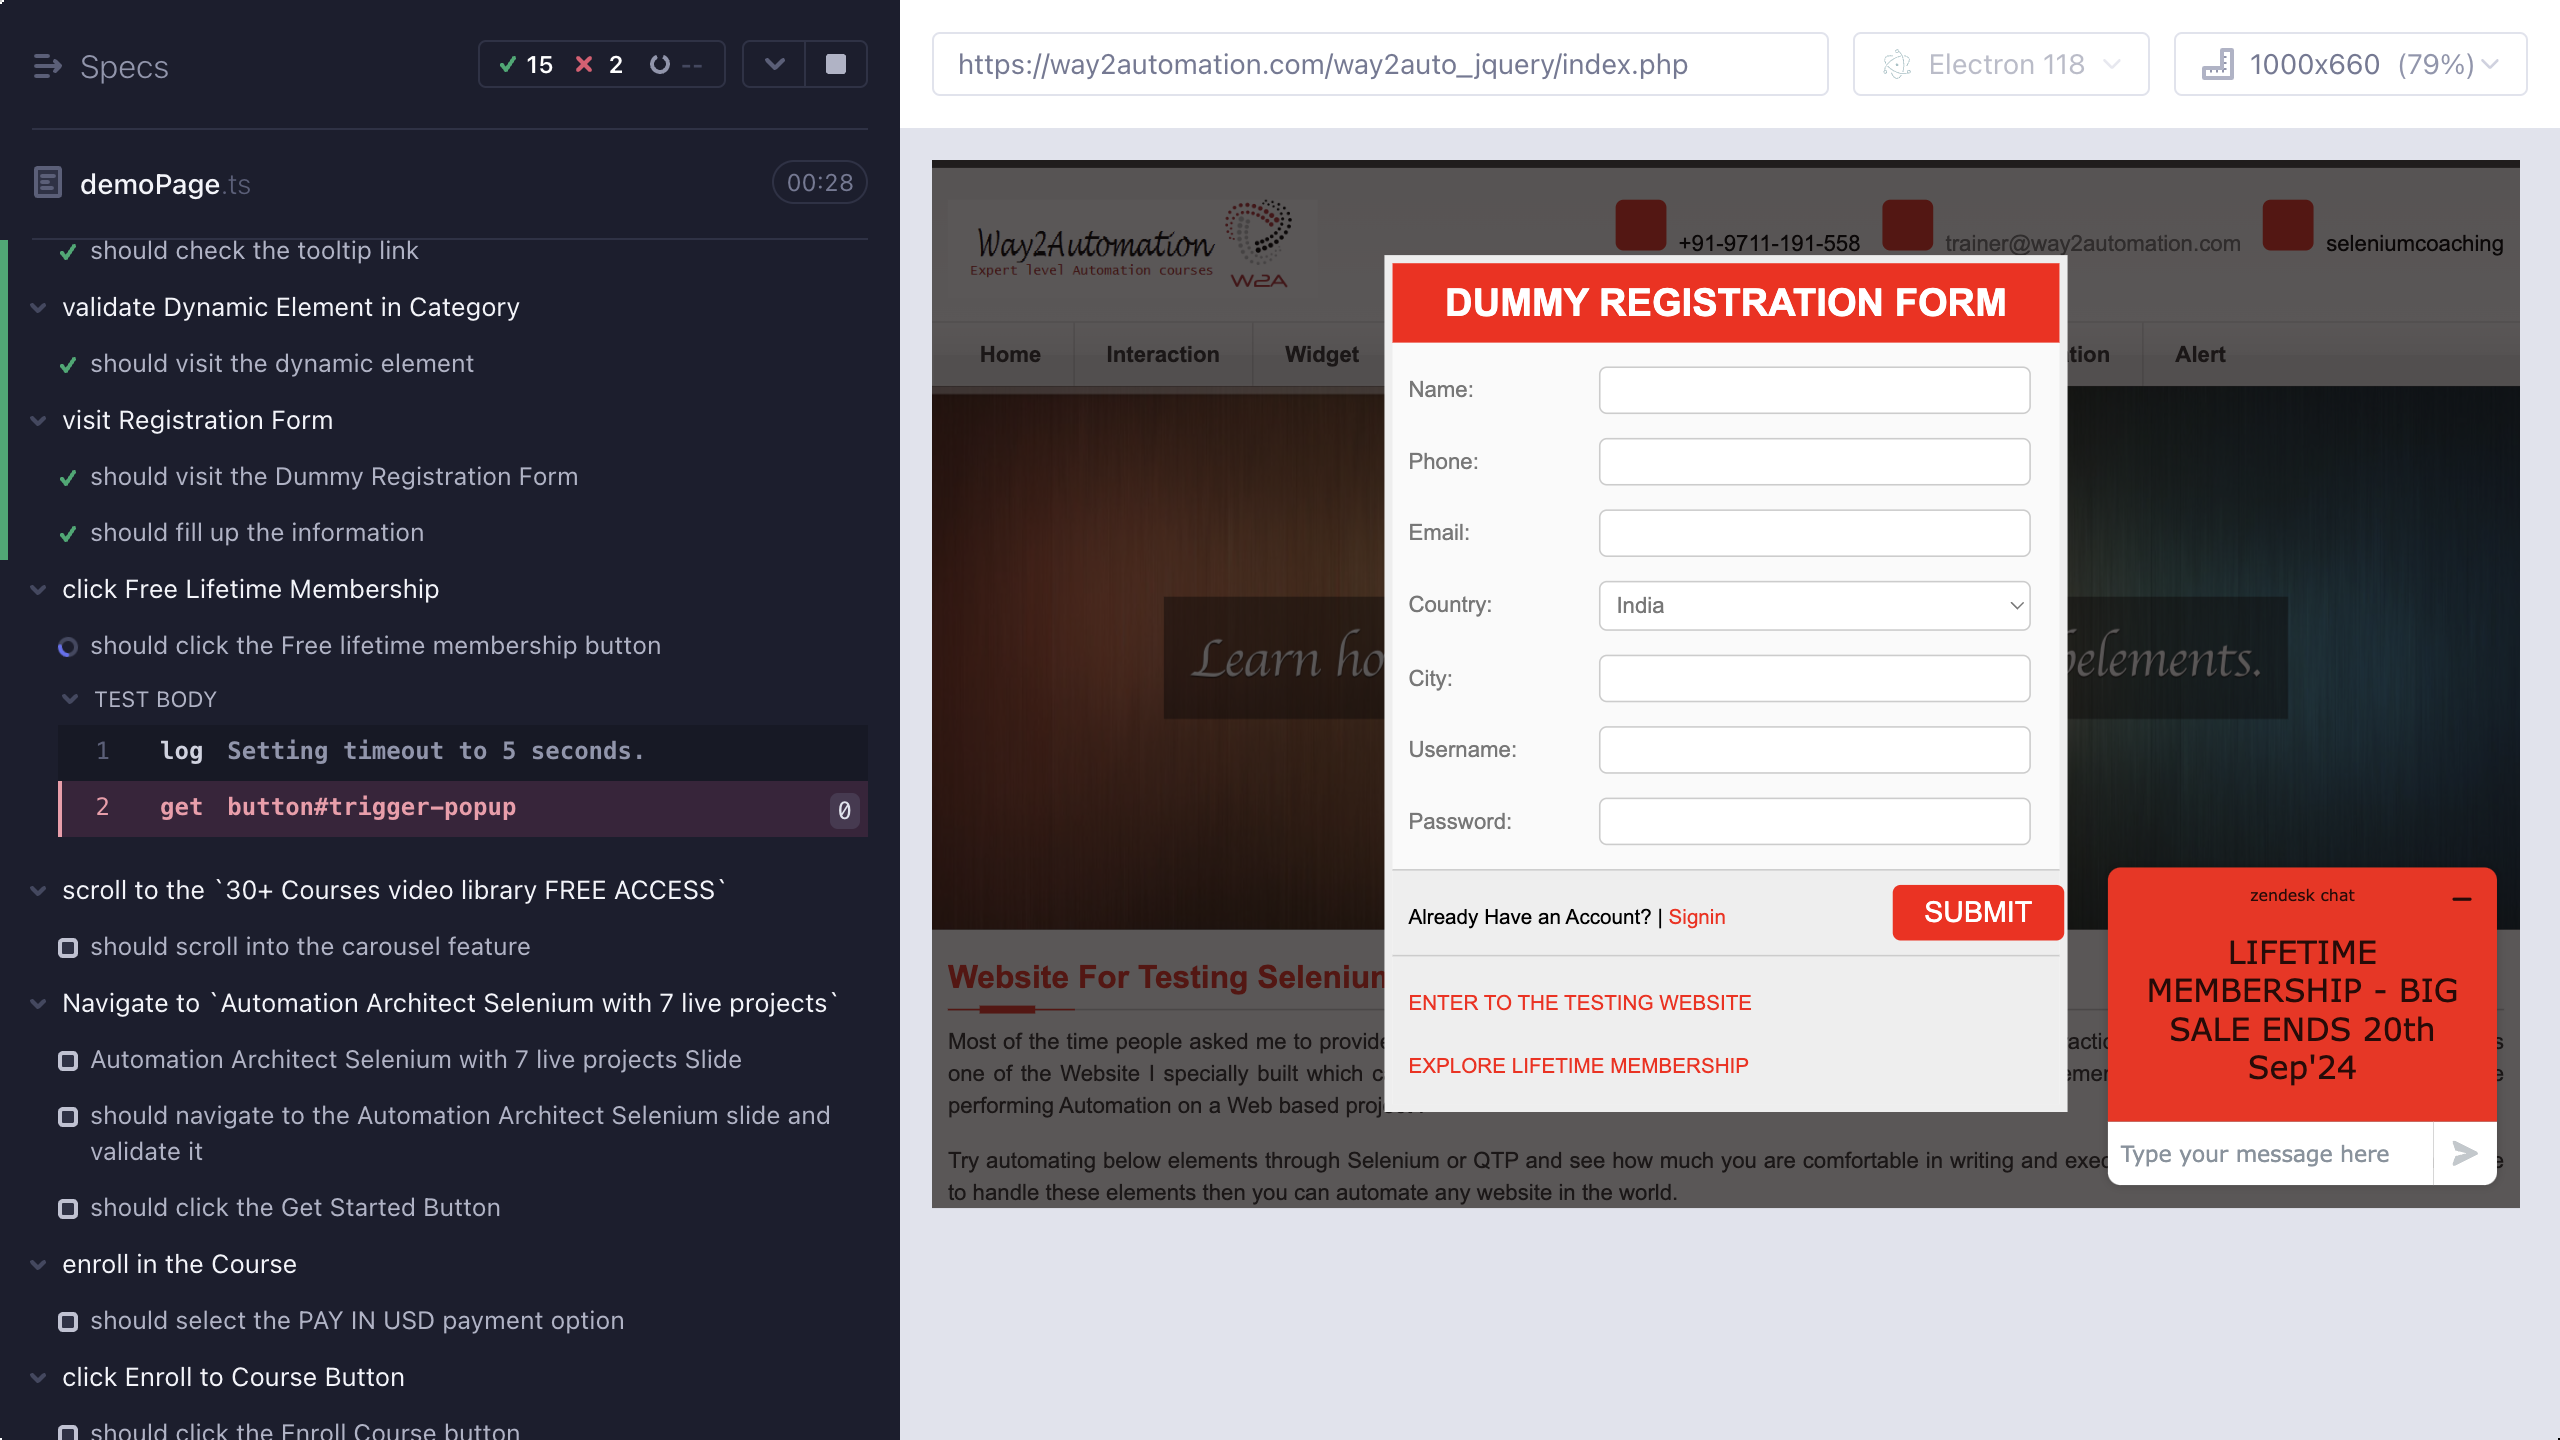 Specs
15 2 --
demoPage.ts
00:28
should check the tooltip link
validate Dynamic Element in Category
should visit the dynamic element
visit Registration Form
should visit the Dummy Registration Form
should fill up the information
click Free Lifetime Membership
should click the Free lifetime membership button
TEST BODY
1 log Setting timeout to 5 seconds.
2 get button#trigger-popup 0
scroll to the `30+ Courses video library FREE ACCESS`
should scroll into the carousel feature
Navigate to `Automation Architect Selenium with 7 live projects`
Automation Architect Selenium with 7 live projects Slide
should navigate to the Automation Architect Selenium slide and
validate it
should click the Get Started Button
enroll in the Course
should select the PAY IN USD payment option
click Enroll to Course Button
should click the Enroll Course button
https://way2automation.com/way2auto_jquery/index.php
Electron 118
1000x660 (79%)
Way2Automation
Expert level Automation courses
W2A
+91-9711-191-558
trainer@way2automation.com
seleniumcoaching
Home
Interaction
Widget
tion
Alert
Learn ho
elements.
DUMMY REGISTRATION FORM
Name:
Phone:
Email:
Country:
India
City:
Username:
Password:
Already Have an Account? | Signin
SUBMIT
ENTER TO THE TESTING WEBSITE
EXPLORE LIFETIME MEMBERSHIP
Website For Testing Selenium
Most of the time people asked me to provide
one of the Website I specially built which
performing Automation on a Web based
Try automating below elements through Selenium or QTP and see how much you are comfortable in writing and
to handle these elements then you can automate any website in the world.
zendesk chat
LIFETIME
MEMBERSHIP - BIG
SALE ENDS 20th
Sep'24
Type your message here